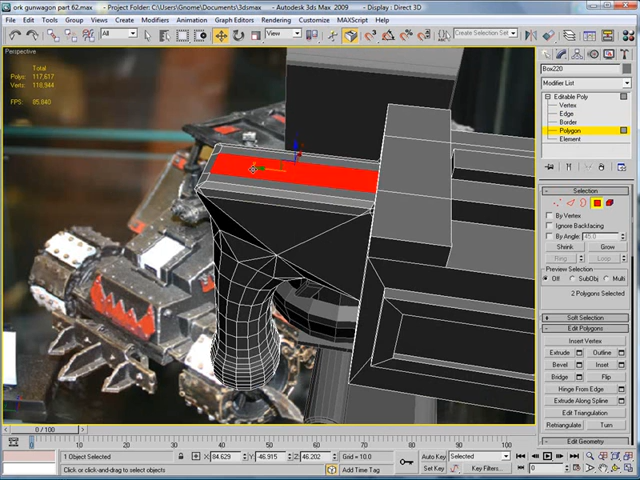 ork gunwagon part 62.max - Project Folder: C:\Users\Gnome\Documents\3dsmax - Autodesk 3ds Max 2009 - Display : Direct 3D
File Edit Tools Group Views Create Modifiers Animation Graph Editors Rendering Customize MAXScript Help
All View Create Selection Set
Perspective
Total
Polys: 117,617
Verts: 118,944
FPS: 85.840
Box220
Modifier List
Editable Poly
Vertex
Edge
Border
Polygon
Element
Selection
By Vertex
Ignore Backfacing
By Angle: 45.0
Shrink Grow
Ring Loop
Preview Selection
Off SubObj Multi
2 Polygons Selected
Soft Selection
Edit Polygons
Insert Vertex
Extrude Outline
Bevel Inset
Bridge Flip
Hinge From Edge
Extrude Along Spline
Edit Triangulation
Retriangulate Turn
Edit Geometry
0 / 100
0 10 20 30 40 50 60 70 80 90 100
1 Object Selected X: 84.629 Y: 46.915 Z: 46.202 Grid = 10.0 Auto Key Selected
Click or click-and-drag to select objects Add Time Tag Set Key Key Filters... 0